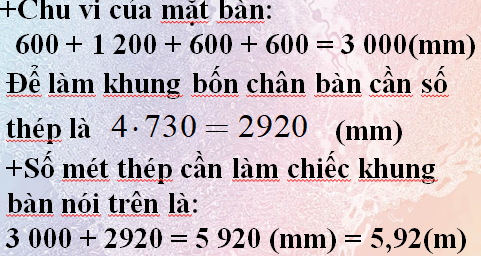 +Chu vi của mặt bàn:
600 + 1 200 + 600 + 600 = 3 000(mm)
Để làm khung bốn chân bàn cần số
thép là 4·730 = 2920 (mm)
+Số mét thép cần làm chiếc khung
bàn nói trên là:
3 000 + 2920 = 5 920 (mm) = 5,92(m)